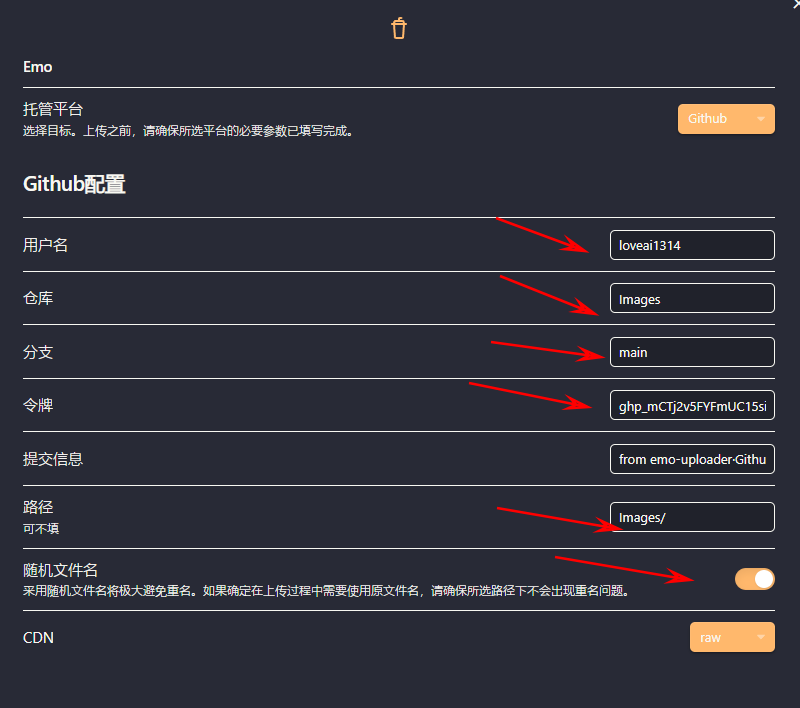 Emo
托管平台
选择目标。上传之前，请确保所选平台的必要参数已填写完成。
Github
Github配置
用户名
loveai1314
仓库
Images
分支
main
令牌
ghp_mCTj2v5FYFmUC15si
提交信息
from emo-uploader·Githu
路径
可不填
Images/
随机文件名
采用随机文件名将极大避免重名。如果确定在上传过程中需要使用原文件名，请确保所选路径下不会出现重名问题。
CDN
raw